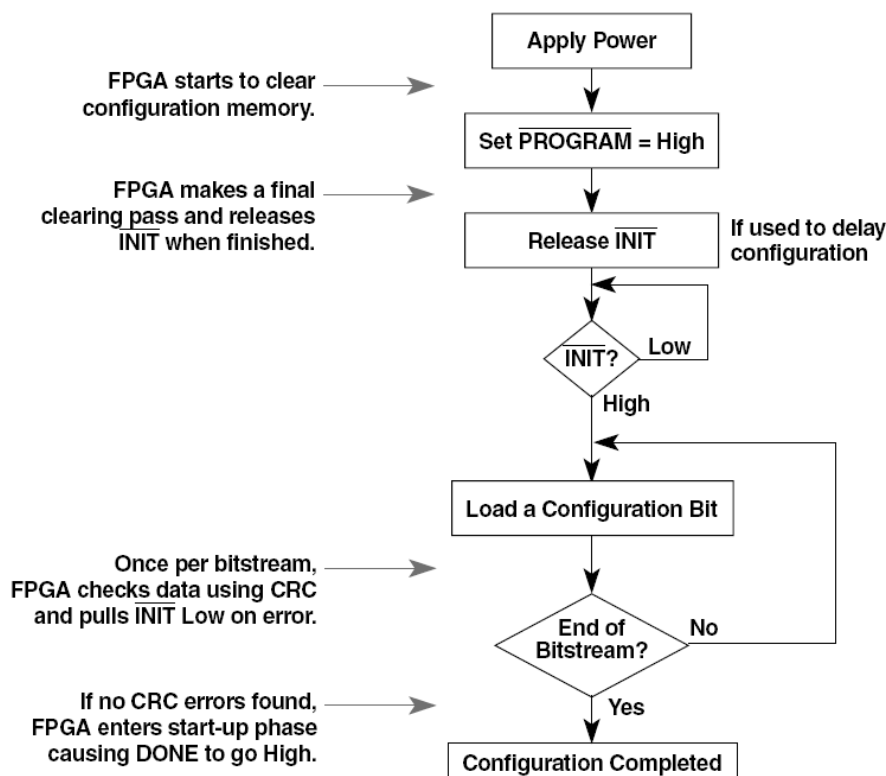 Apply Power
FPGA starts to clear
configuration memory.
Set PROGRAM = High
FPGA makes a final
clearing pass and releases
INIT when finished.
Release INIT
If used to delay
configuration
INIT?
Low
High
Load a Configuration Bit
Once per bitstream,
FPGA checks data using CRC
and pulls INIT Low on error.
End of
Bitstream?
No
Yes
If no CRC errors found,
FPGA enters start-up phase
causing DONE to go High.
Configuration Completed